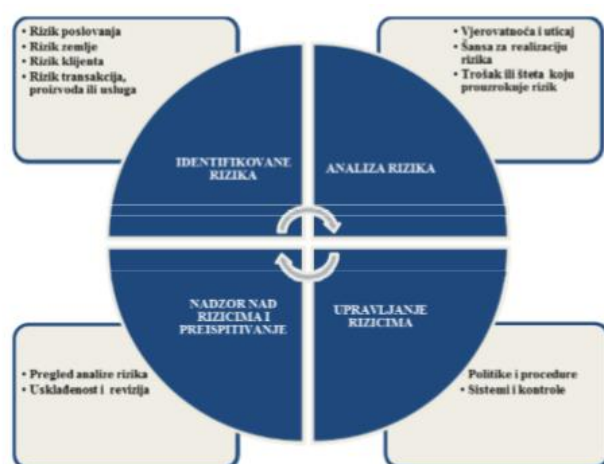 • Rizik poslovanja
• Rizik zemlje
• Rizik klijenta
• Rizik transakcija,
proizvoda ili usluga
• Vjerovatnoća i uticaj
• Šansa za realizaciju
rizika
• Trošak ili šteta koju
prouzrokuje rizik
IDENTIFIKOVANE
RIZIKA
ANALIZA RIZIKA
NADZOR NAD
RIZICIMA I
PREISPITIVANJE
UPRAVLJANJE
RIZICIMA
• Pregled analize rizika
• Usklađenost i revizija
Politike i procedure
• Sistemi i kontrole